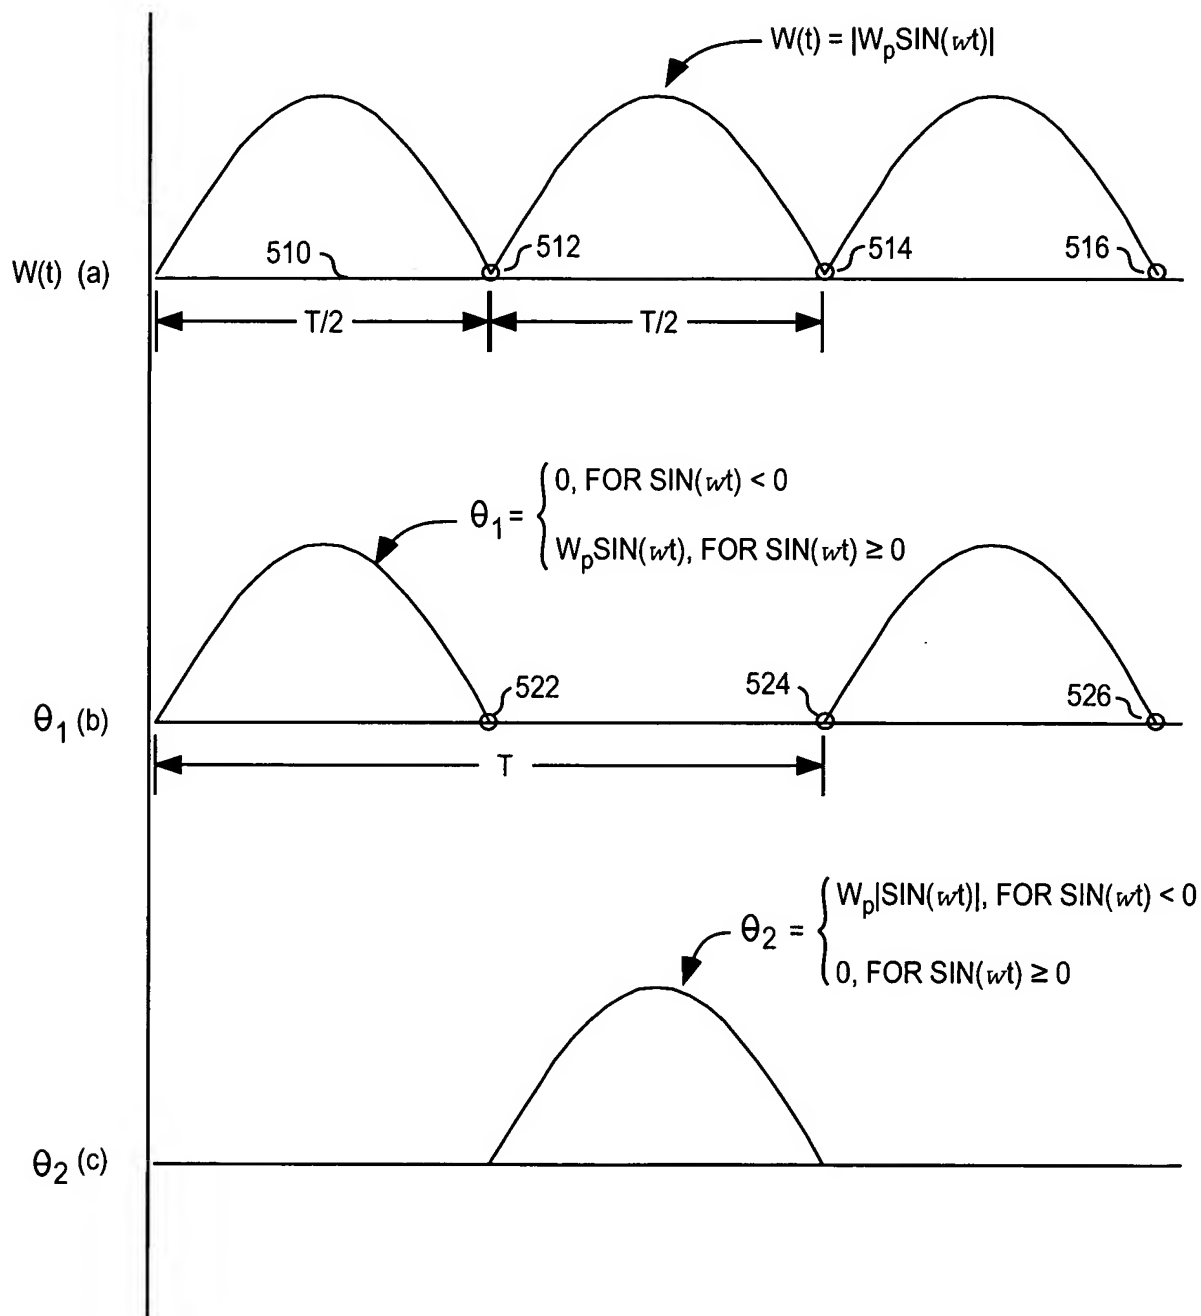 W(t) = |WpSIN(wt)|
510
512
514
516
W(t) (a)
T/2
T/2
θ1 =
0, FOR SIN(wt) < 0
WpSIN(wt), FOR SIN(wt) ≥ 0
522
524
526
θ1 (b)
T
θ2 =
Wp|SIN(wt)|, FOR SIN(wt) < 0
0, FOR SIN(wt) ≥ 0
θ2 (c)